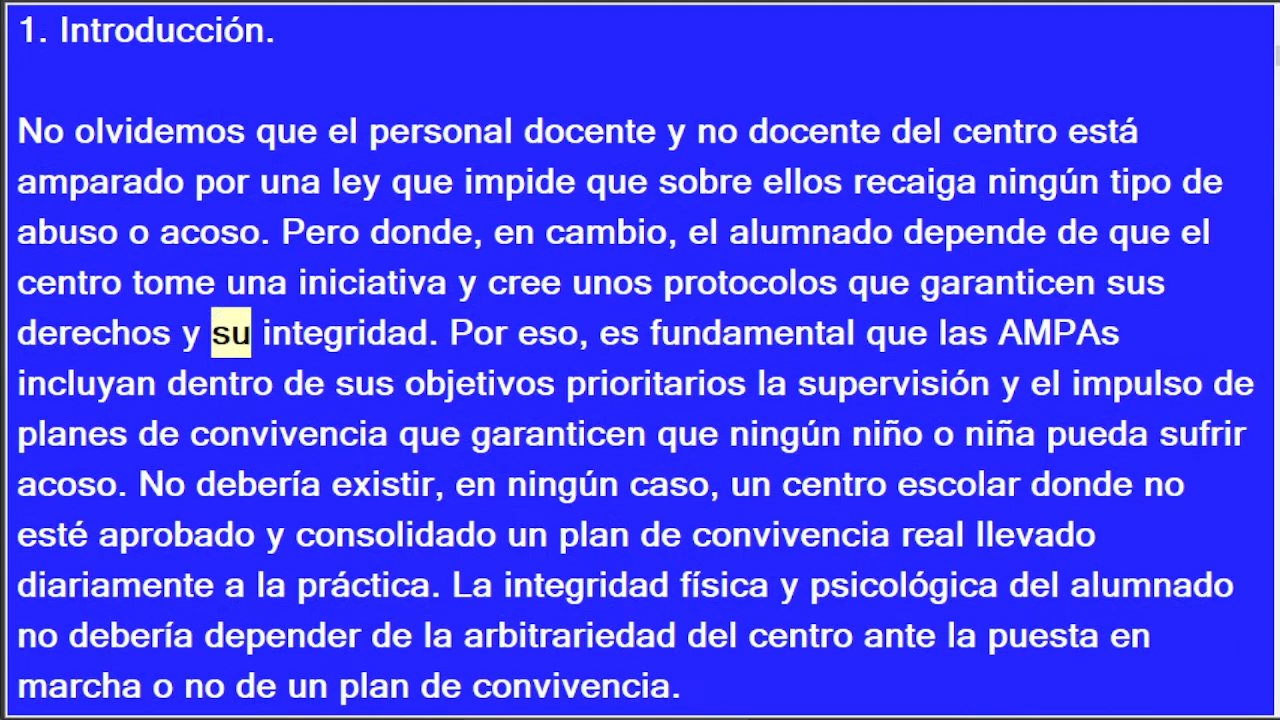 1. Introducción.
No olvidemos que el personal docente y no docente del centro está
amparado por una ley que impide que sobre ellos recaiga ningún tipo de
abuso o acoso. Pero donde, en cambio, el alumnado depende de que el
centro tome una iniciativa y cree unos protocolos que garanticen sus
derechos y su integridad. Por eso, es fundamental que las AMPAs
incluyan dentro de sus objetivos prioritarios la supervisión y el impulso de
planes de convivencia que garanticen que ningún niño o niña pueda sufrir
acoso. No debería existir, en ningún caso, un centro escolar donde no
esté aprobado y consolidado un plan de convivencia real llevado
diariamente a la práctica. La integridad física y psicológica del alumnado
no debería depender de la arbitrariedad del centro ante la puesta en
marcha o no de un plan de convivencia.